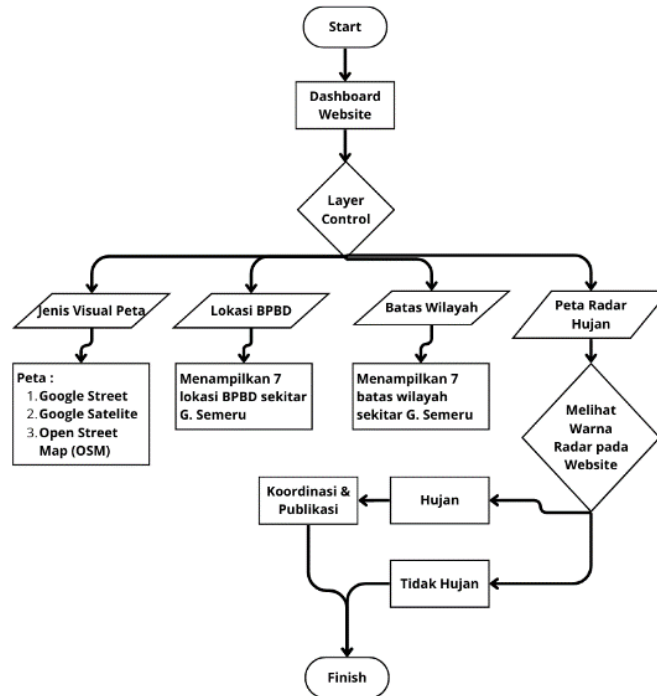 Start
Dashboard
Website
Layer
Control
Jenis Visual Peta
Lokasi BPBD
Batas Wilayah
Peta Radar
Hujan
Peta :
1. Google Street
2. Google Satelite
3. Open Street
Map (OSM)
Menampilkan 7
lokasi BPBD sekitar
G. Semeru
Menampilkan 7
batas wilayah
sekitar G. Semeru
Melihat
Warna
Radar pada
Website
Koordinasi &
Publikasi
Hujan
Tidak Hujan
Finish